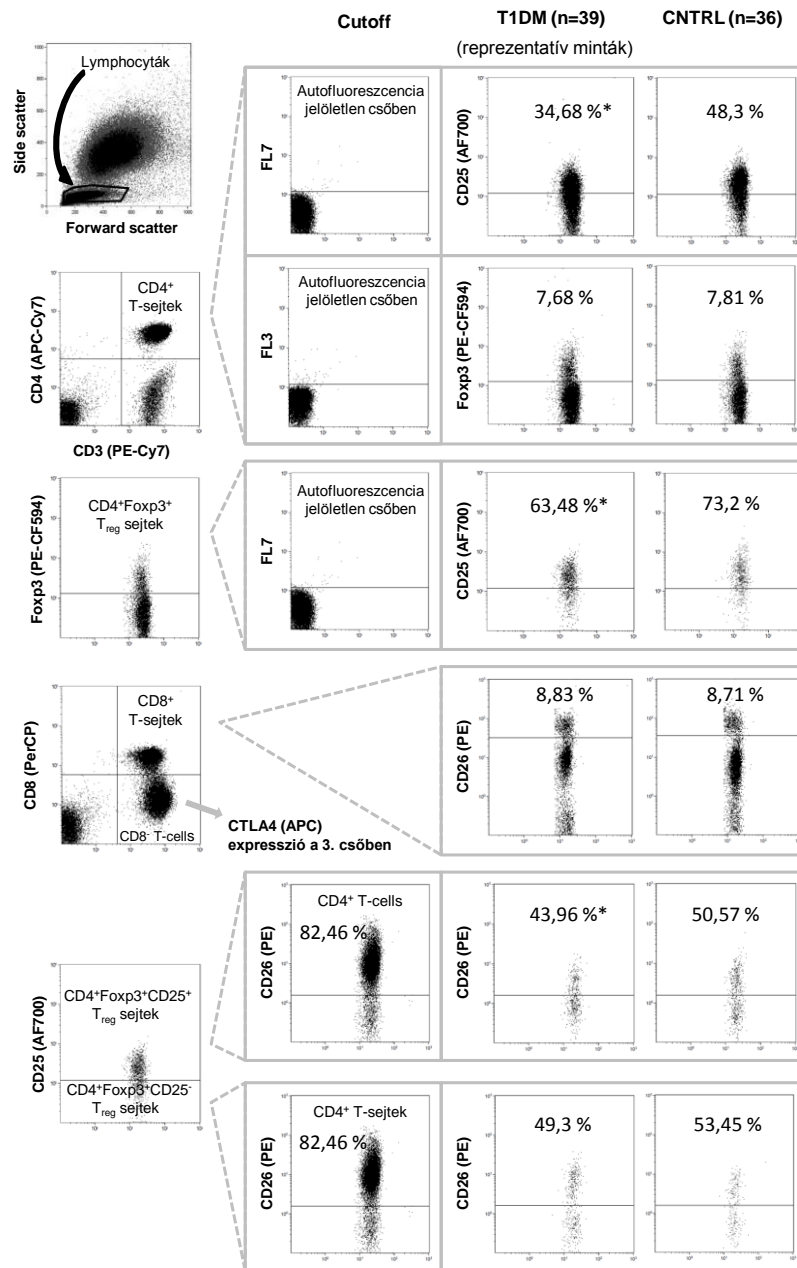 Cutoff
T1DM (n=39)
CNTRL (n=36)
(reprezentatív minták)
Lymphocyták
Side scatter
Forward scatter
Autofluoreszcencia
jelöletlen csőben
FL7
34,68 %*
48,3 %
CD25 (AF700)
CD4⁺
T-sejtek
CD4 (APC-Cy7)
CD3 (PE-Cy7)
Autofluoreszcencia
jelöletlen csőben
FL3
7,68 %
7,81 %
Foxp3 (PE-CF594)
CD4⁺Foxp3⁺
Treg sejtek
Foxp3 (PE-CF594)
Autofluoreszcencia
jelöletlen csőben
FL7
63,48 %*
73,2 %
CD25 (AF700)
CD8⁺
T-sejtek
CD8 (PerCP)
CD8⁻ T-cells
CTLA4 (APC)
expresszió a 3. csőben
8,83 %
8,71 %
CD26 (PE)
CD4⁺ T-cells
82,46 %
CD26 (PE)
43,96 %*
50,57 %
CD26 (PE)
CD4⁺Foxp3⁺CD25⁺
Treg sejtek
CD25 (AF700)
CD4⁺Foxp3⁺CD25⁻
Treg sejtek
CD4⁺ T-sejtek
82,46 %
CD26 (PE)
49,3 %
53,45 %
CD26 (PE)